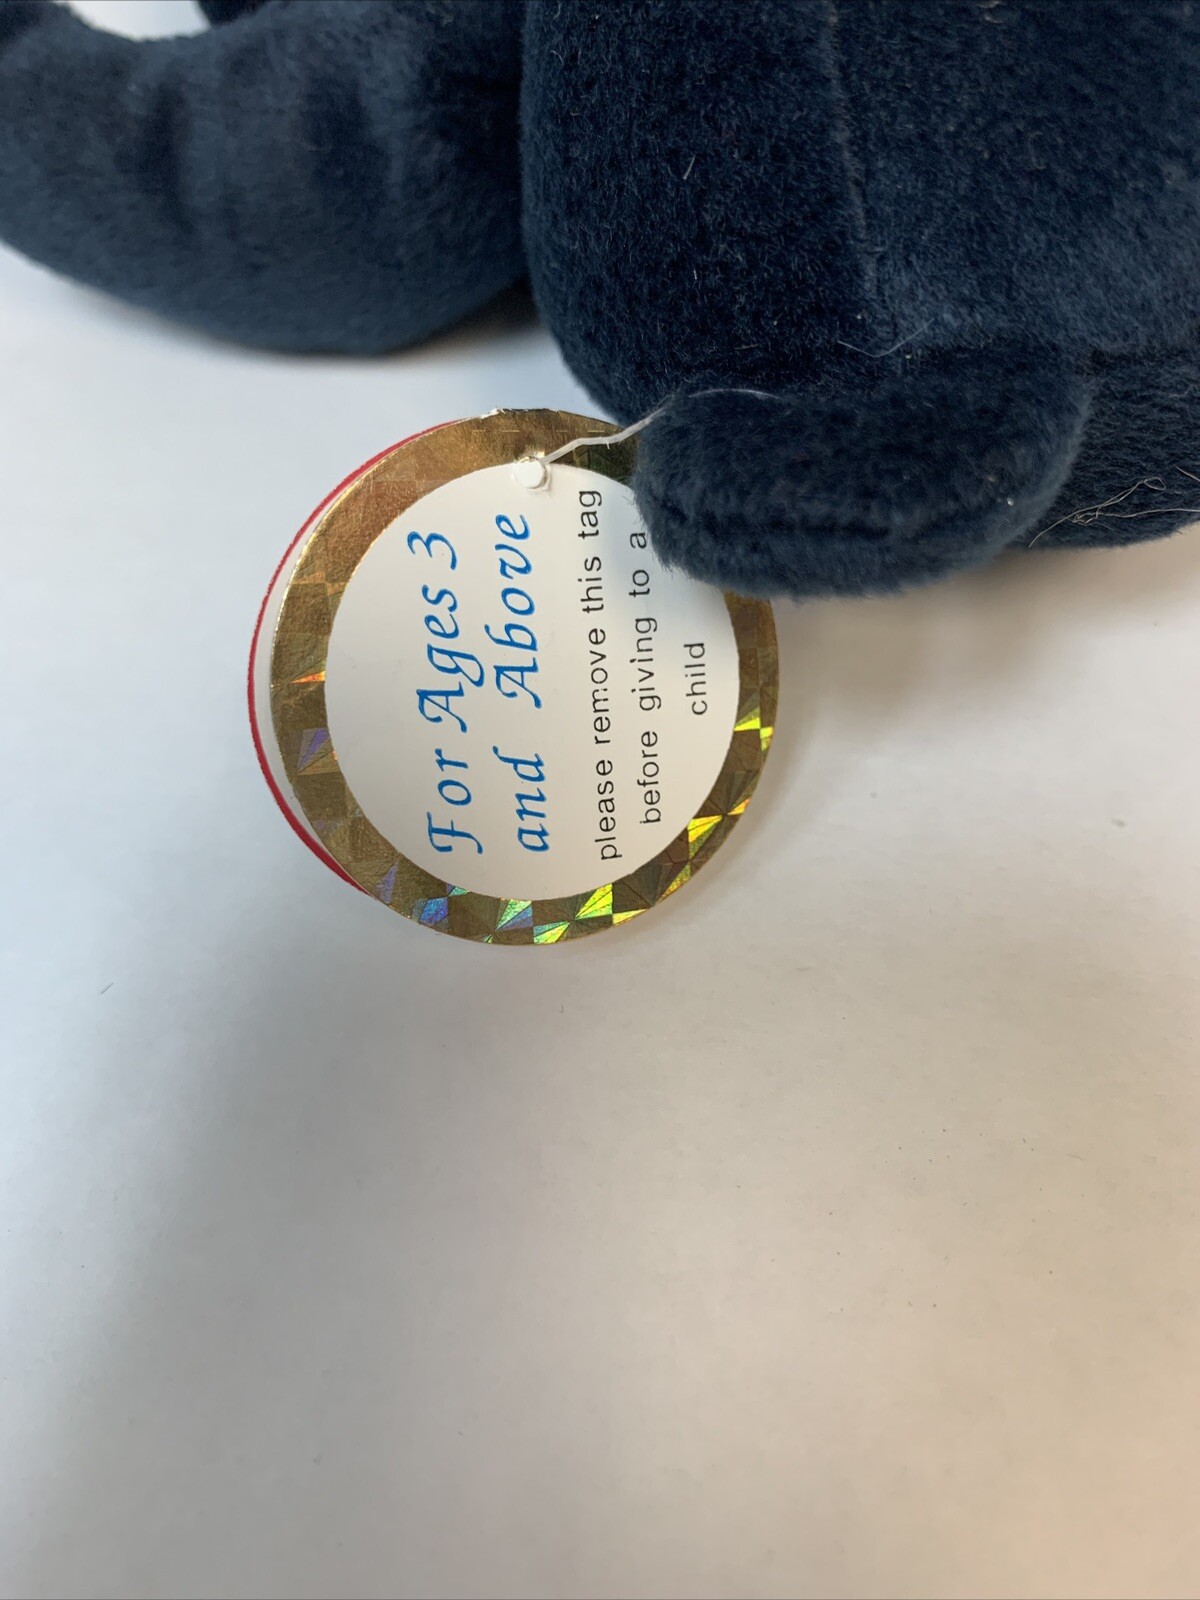 For Ages 3
and Above
please remove this tag
before giving to a
child